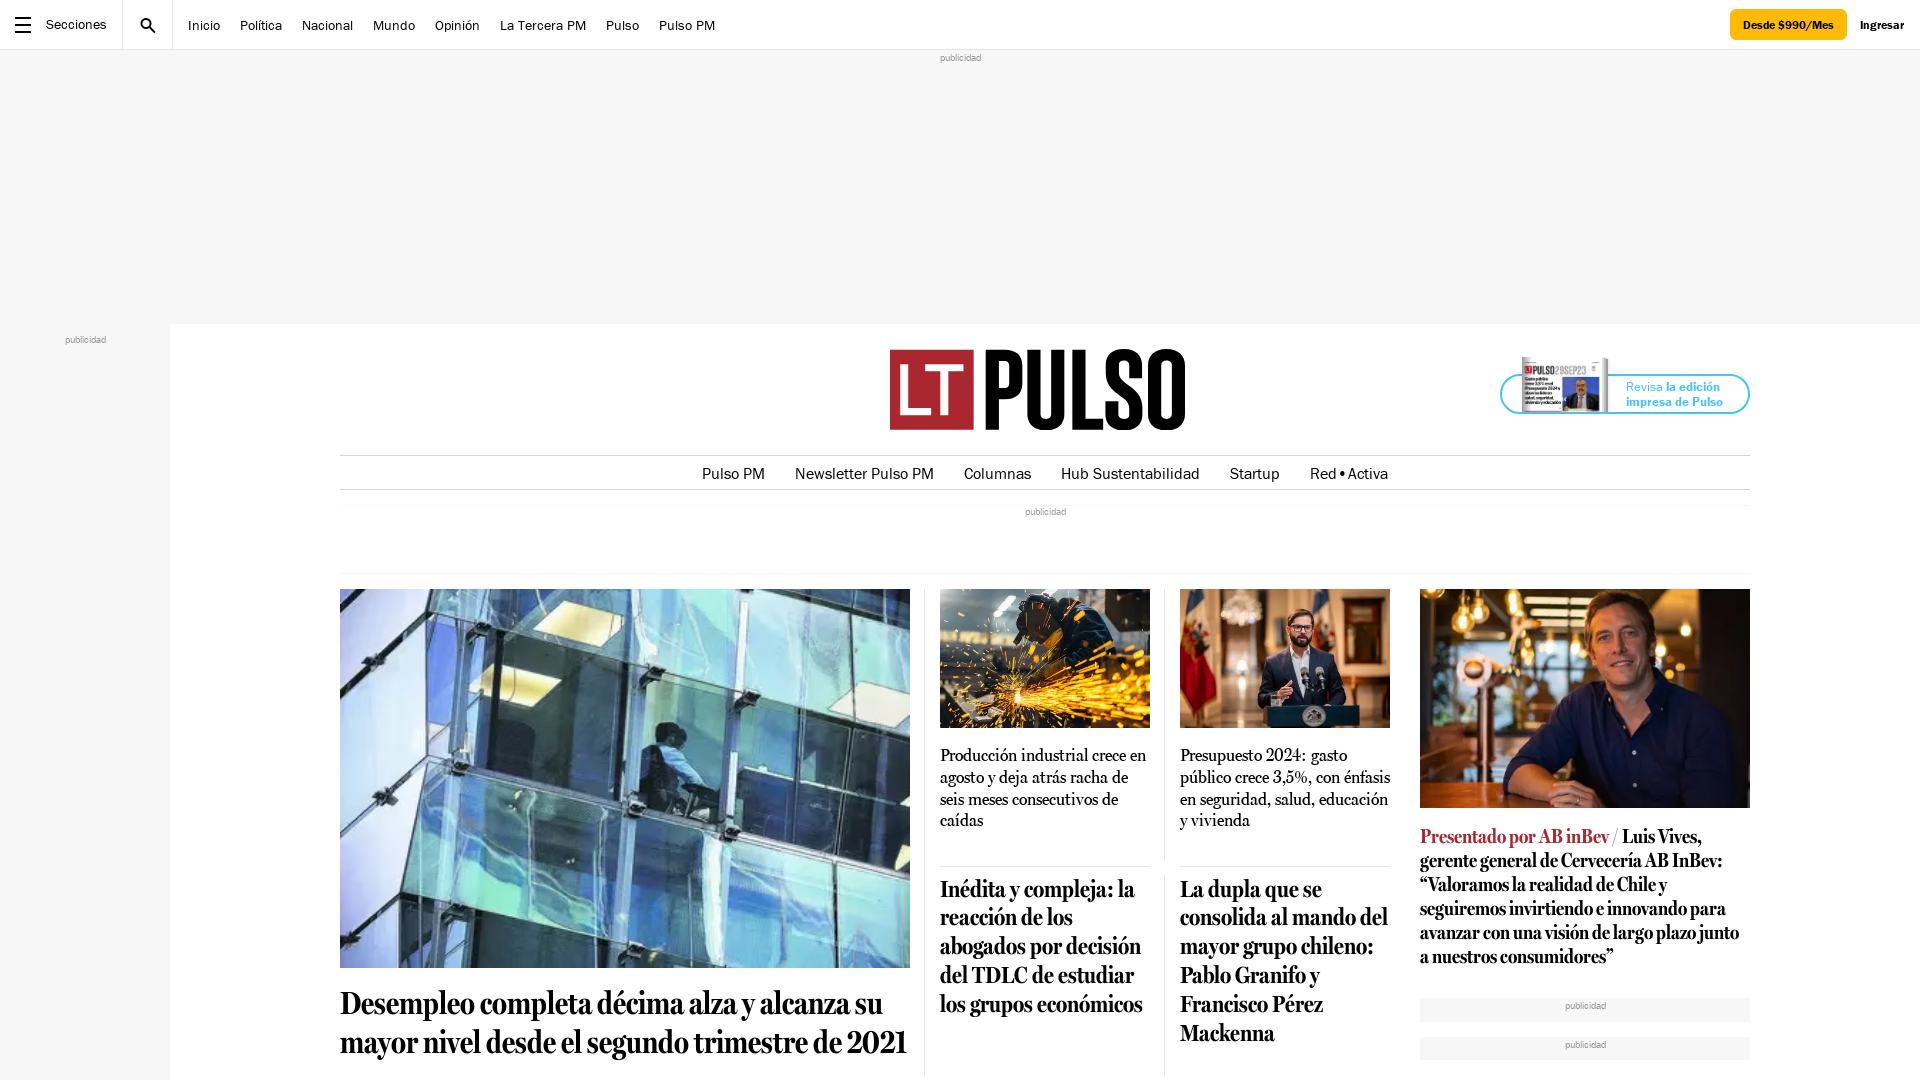 Secciones
Inicio
Política
Nacional
Mundo
Opinión
La Tercera PM
Pulso
Pulso PM
Desde $990/Mes
Ingresar
publicidad
publicidad
LT PULSO
PULSO29SEP23
Revisa la edición
impresa de Pulso
Pulso PM
Newsletter Pulso PM
Columnas
Hub Sustentabilidad
Startup
Red•Activa
publicidad
Desempleo completa décima alza y alcanza su
mayor nivel desde el segundo trimestre de 2021
Producción industrial crece en
agosto y deja atrás racha de
seis meses consecutivos de
caídas
Inédita y compleja: la
reacción de los
abogados por decisión
del TDLC de estudiar
los grupos económicos
Presupuesto 2024: gasto
público crece 3,5%, con énfasis
en seguridad, salud, educación
y vivienda
La dupla que se
consolida al mando del
mayor grupo chileno:
Pablo Granifo y
Francisco Pérez
Mackenna
Presentado por AB inBev / Luis Vives,
gerente general de Cervecería AB InBev:
“Valoramos la realidad de Chile y
seguiremos invirtiendo e innovando para
avanzar con una visión de largo plazo junto
a nuestros consumidores”
publicidad
publicidad